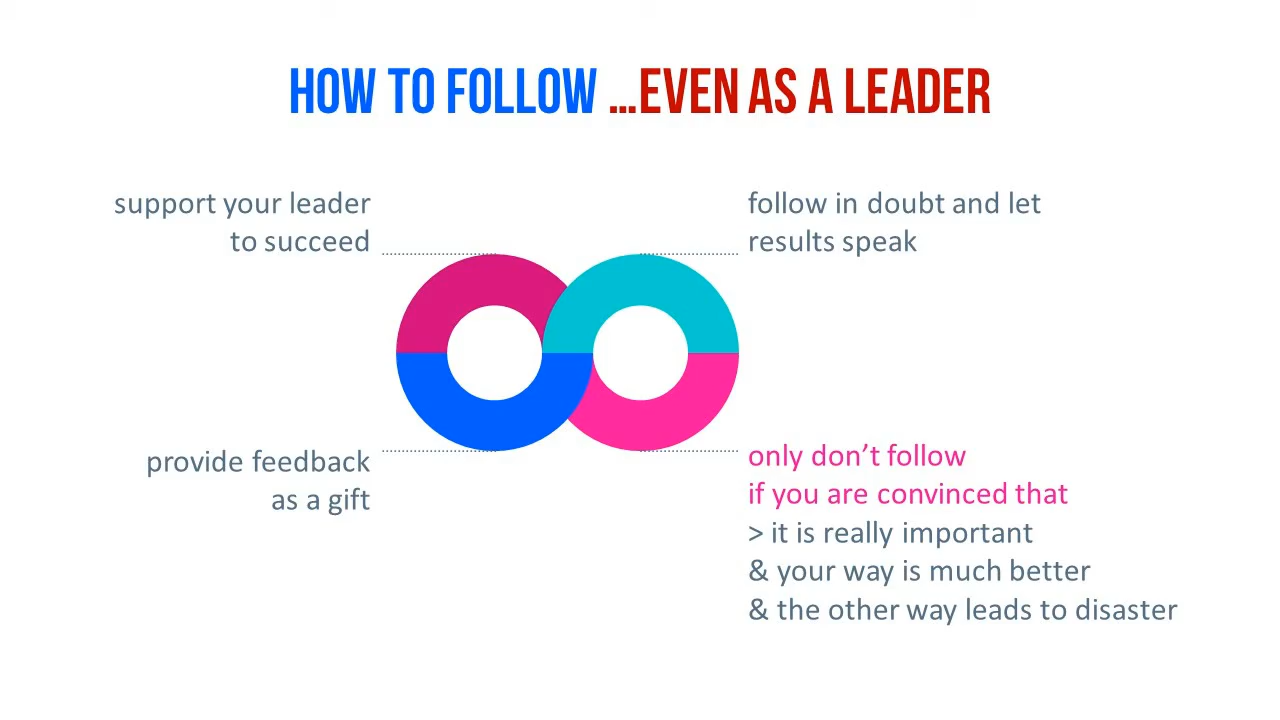 HOW TO FOLLOW ...EVEN AS A LEADER
support your leader
to succeed
follow in doubt and let
results speak
provide feedback
as a gift
only don’t follow
if you are convinced that
> it is really important
& your way is much better
& the other way leads to disaster